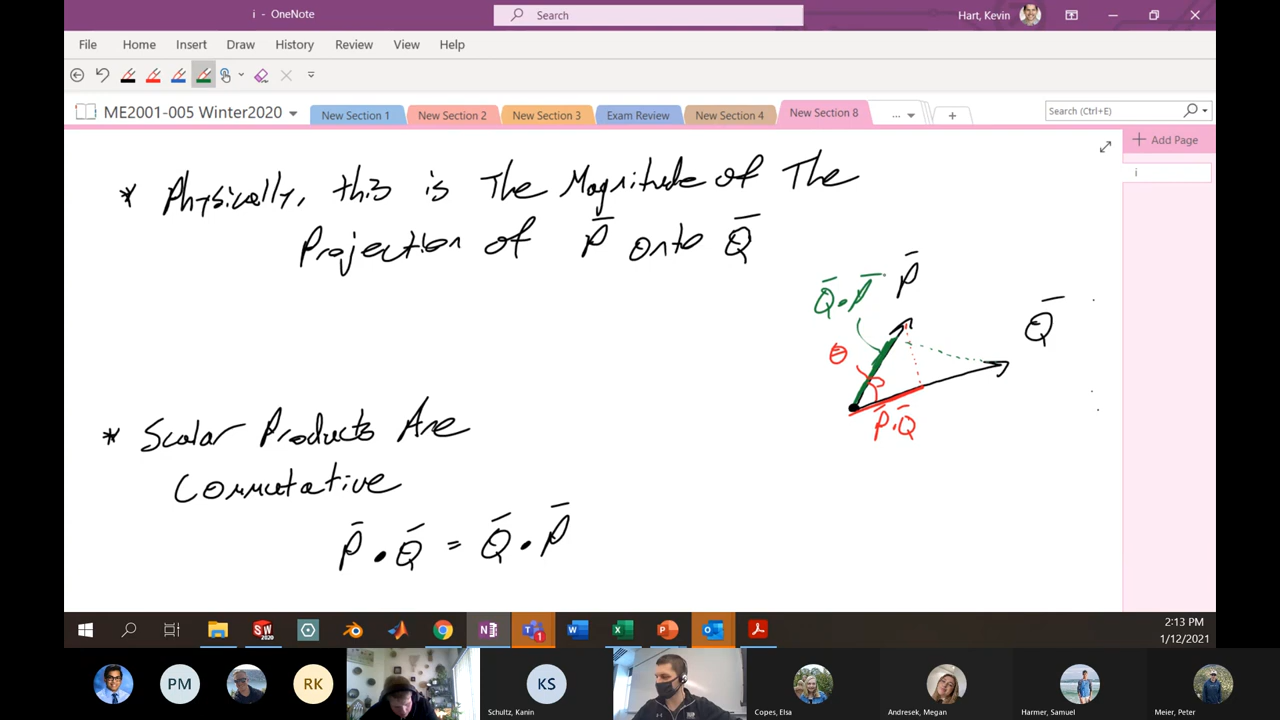 i - OneNote
Search
Hart, Kevin
File Home Insert Draw History Review View Help
ME2001-005 Winter2020
New Section 1
New Section 2
New Section 3
Exam Review
New Section 4
New Section 8
...
Search (Ctrl+E)
Add Page
i
* Physically, this is The Magnitude of The
Projection of P̄ onto Q̄
Q̄•P̄
P̄
Q̄
θ
P̄•Q̄
* Scalar Products Are
Commutative
P̄ • Q̄ = Q̄ • P̄
2:13 PM
1/12/2021
SW
2020
1
PM
RK
KS
Schultz, Kanin
Copes, Elsa
Andresek, Megan
Harmer, Samuel
Meier, Peter